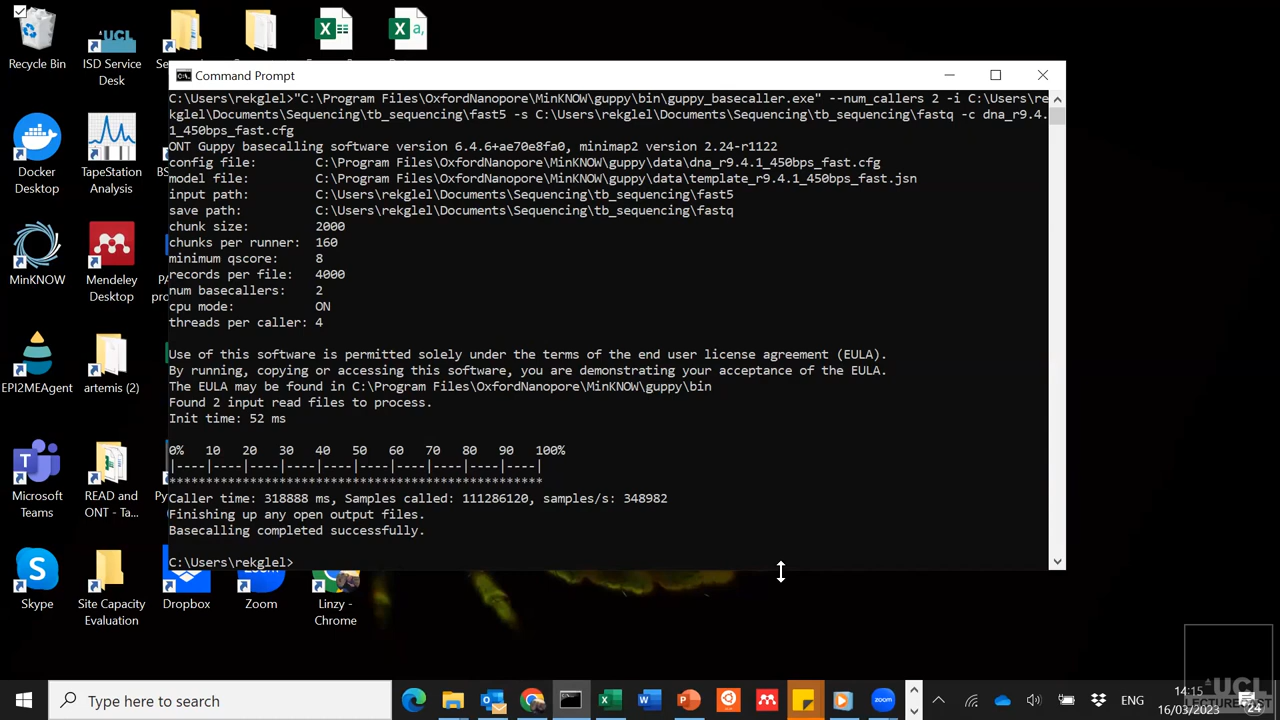 Recycle Bin
UCL
ISD Service
Desk
Se
Command Prompt
C:\Users\rekglel>"C:\Program Files\OxfordNanopore\MinKNOW\guppy\bin\guppy_basecaller.exe" --num_callers 2 -i C:\Users\re
kglel\Documents\Sequencing\tb_sequencing\fast5 -s C:\Users\rekglel\Documents\Sequencing\tb_sequencing\fastq -c dna_r9.4.
1_450bps_fast.cfg
ONT Guppy basecalling software version 6.4.6+ae70e8fa0, minimap2 version 2.24-r1122
config file: C:\Program Files\OxfordNanopore\MinKNOW\guppy\data\dna_r9.4.1_450bps_fast.cfg
model file: C:\Program Files\OxfordNanopore\MinKNOW\guppy\data\template_r9.4.1_450bps_fast.jsn
input path: C:\Users\rekglel\Documents\Sequencing\tb_sequencing\fast5
save path: C:\Users\rekglel\Documents\Sequencing\tb_sequencing\fastq
chunk size: 2000
chunks per runner: 160
minimum qscore: 8
records per file: 4000
num basecallers: 2
cpu mode: ON
threads per caller: 4
Use of this software is permitted solely under the terms of the end user license agreement (EULA).
By running, copying or accessing this software, you are demonstrating your acceptance of the EULA.
The EULA may be found in C:\Program Files\OxfordNanopore\MinKNOW\guppy\bin
Found 2 input read files to process.
Init time: 52 ms
0% 10 20 30 40 50 60 70 80 90 100%
|----|----|----|----|----|----|----|----|----|----|
***************************************************
Caller time: 318888 ms, Samples called: 111286120, samples/s: 348982
Finishing up any open output files.
Basecalling completed successfully.
C:\Users\rekglel>
Docker
Desktop
TapeStation
Analysis
BS
MinKNOW
Mendeley
Desktop
PA
pro
EPI2MEAgent
artemis (2)
Microsoft
Teams
READ and
ONT - Ta...
Py
Skype
Site Capacity
Evaluation
Dropbox
Zoom
Linzy -
Chrome
Type here to search
zoom
ENG
14:15
16/03/2023
24
UCL
LECTURECAST